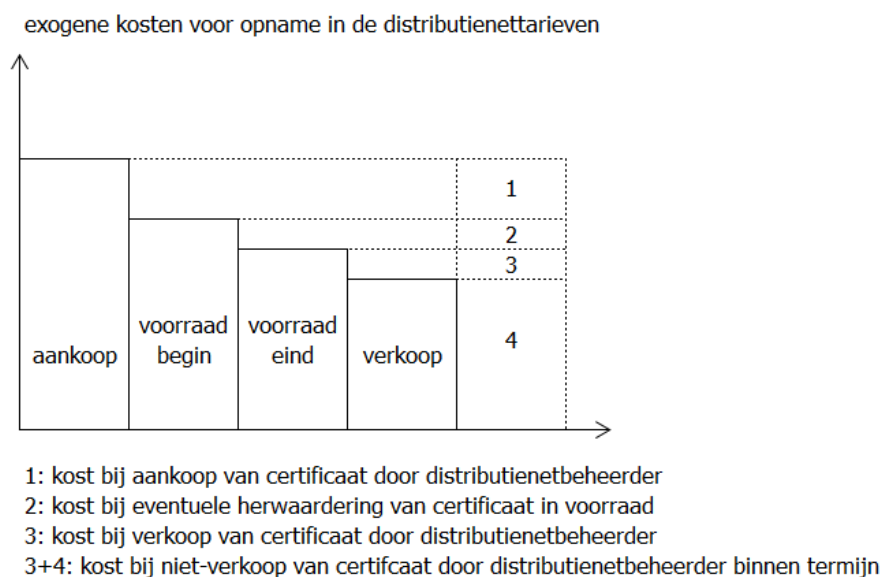 exogene kosten voor opname in de distributienettarieven
1
2
3
voorraad voorraad
aankoop begin eind verkoop 4
1: kost bij aankoop van certificaat door distributienetbeheerder
2: kost bij eventuele herwaardering van certificaat in voorraad
3: kost bij verkoop van certificaat door distributienetbeheerder
3+4: kost bij niet-verkoop van certifcaat door distributienetbeheerder binnen termijn